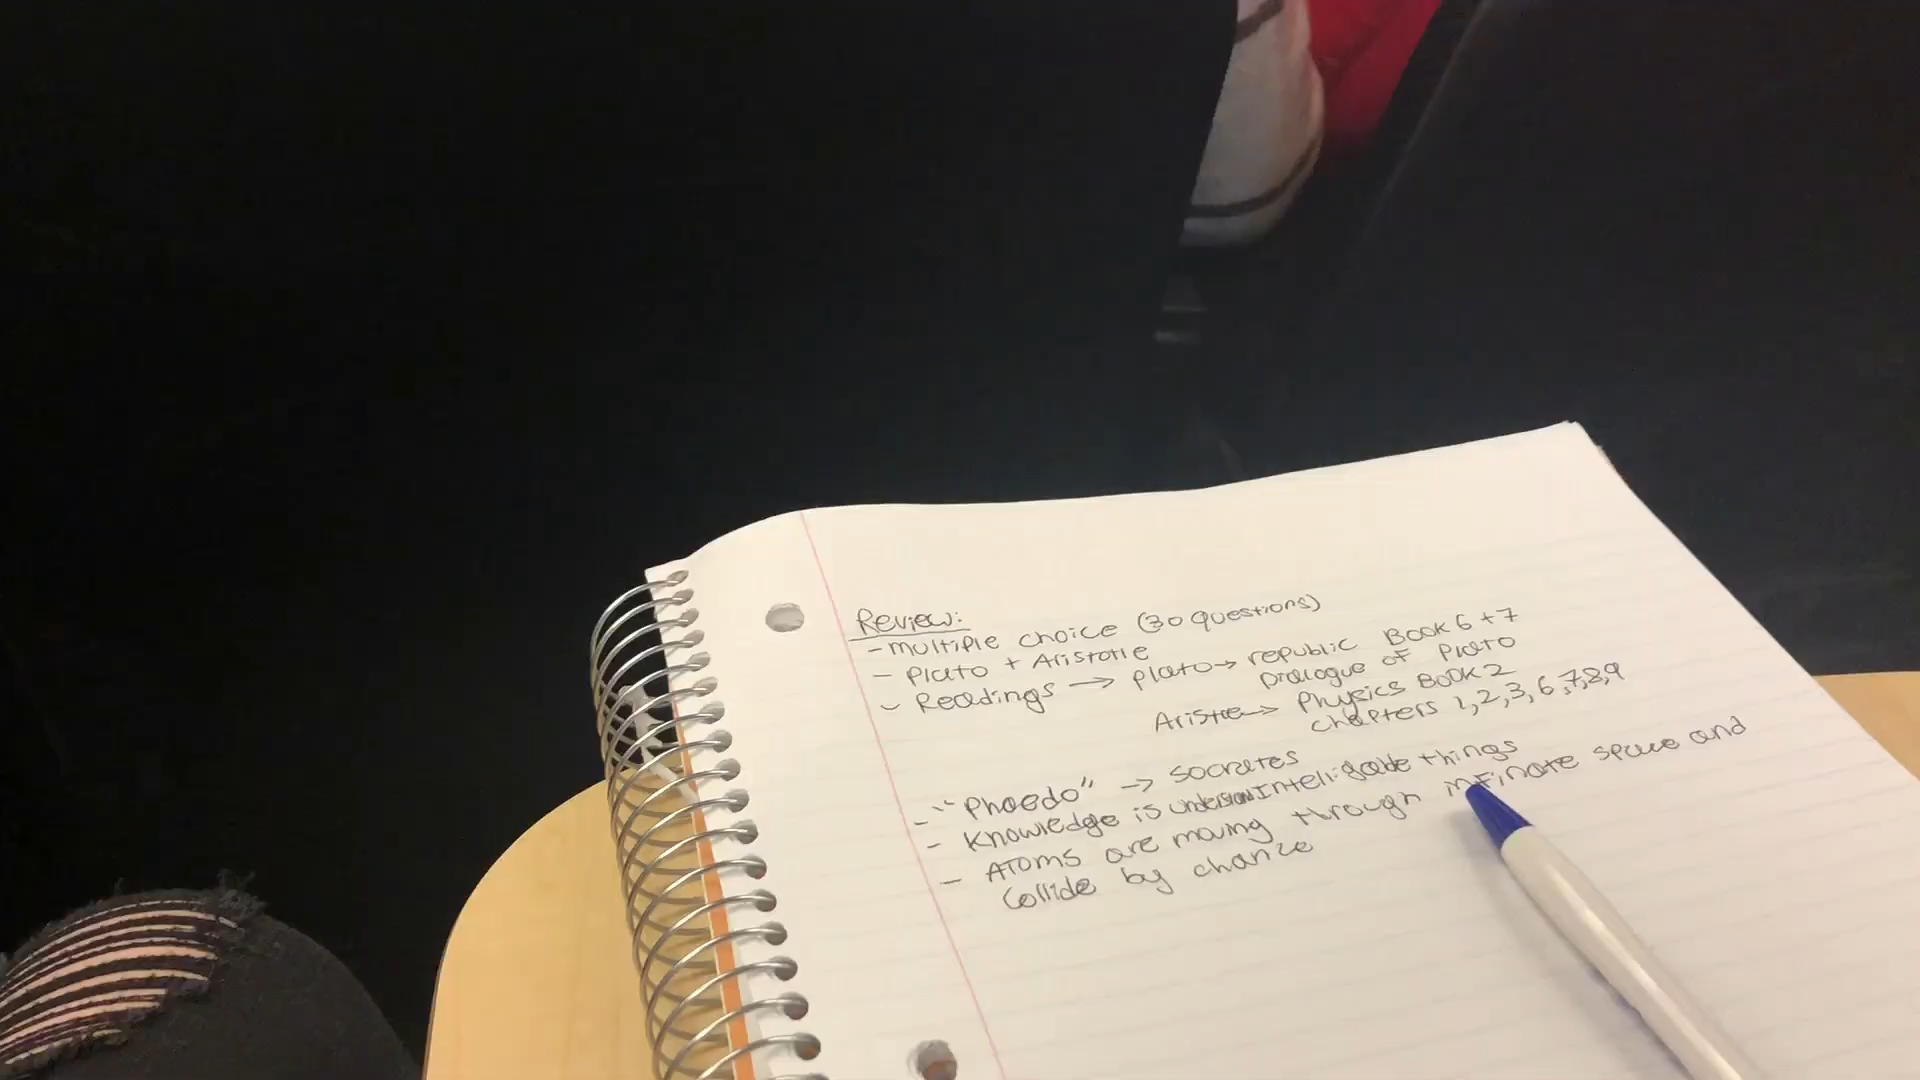 Review:
- multiple choice (30 questions)
- Plato + Aristotle
- Readings → Plato → republic Book 6 + 7
Dialogue of Plato
Aristotle → Physics Book 2
chapters 1,2,3,6,7,8,9
- "Phaedo" → Socrates
- Knowledge is Intelligable things
- Atoms are moving through infinate space and
Collide by chance